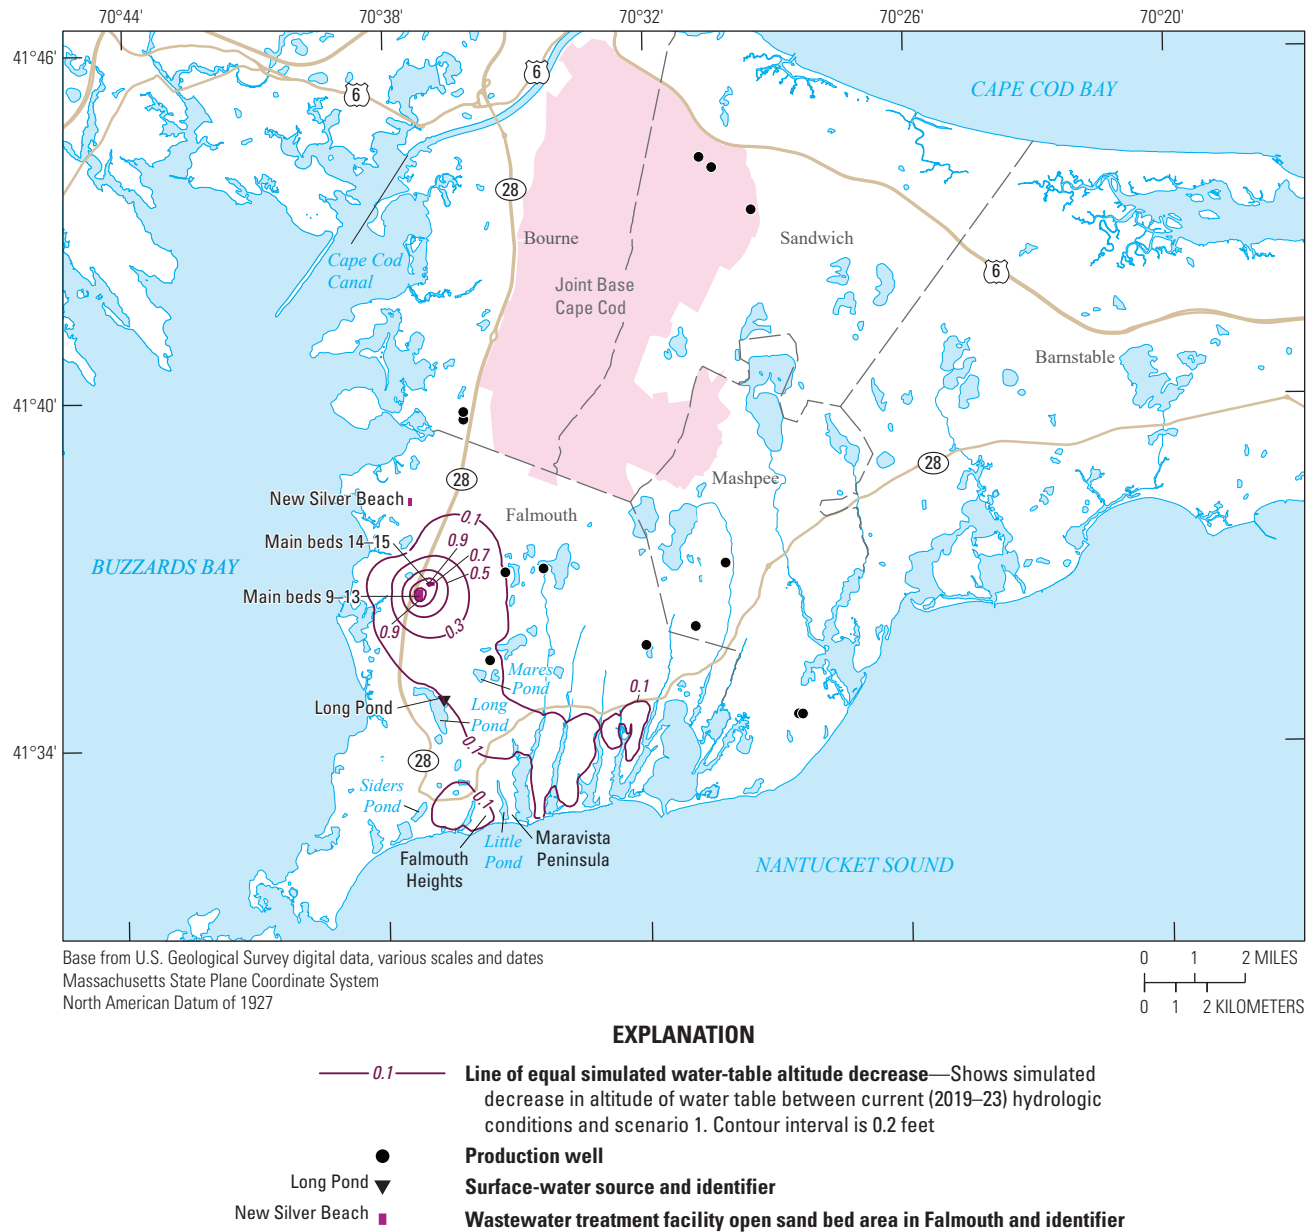 70°44'
70°38'
70°32'
70°26'
70°20'
41°46'
6
6
CAPE COD BAY
28
Bourne
Sandwich
Cape Cod
Canal
6
Joint Base
Cape Cod
Barnstable
41°40'
28
28
Mashpee
New Silver Beach
Falmouth
0.1
Main beds 14–15
0.9
0.7
0.5
BUZZARDS BAY
Main beds 9–13
0.9
0.3
Mares
Pond
0.1
Long Pond
Long
Pond
0.1
41°34'
28
Siders
Pond
0.1
Falmouth
Heights
Little
Pond
Maravista
Peninsula
NANTUCKET SOUND
Base from U.S. Geological Survey digital data, various scales and dates
Massachusetts State Plane Coordinate System
North American Datum of 1927
0 1 2 MILES
0 1 2 KILOMETERS
EXPLANATION
0.1 Line of equal simulated water-table altitude decrease—Shows simulated
decrease in altitude of water table between current (2019–23) hydrologic
conditions and scenario 1. Contour interval is 0.2 feet
Production well
Long Pond Surface-water source and identifier
New Silver Beach Wastewater treatment facility open sand bed area in Falmouth and identifier